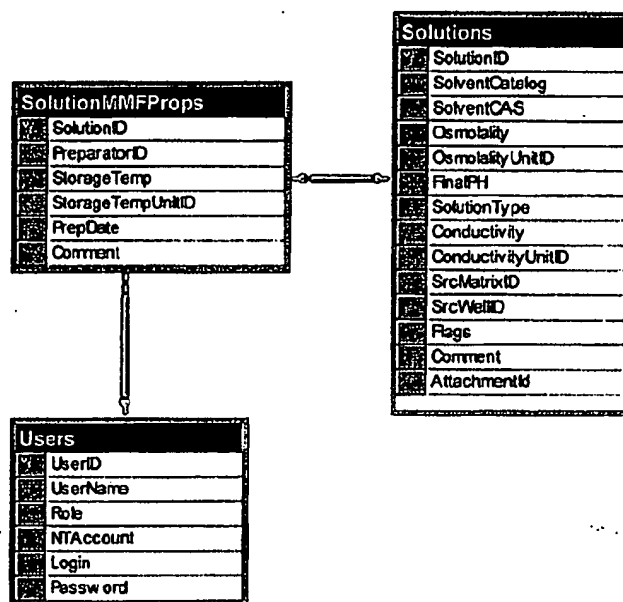 Solutions
SolutionID
SolventCatalog
SolventCAS
Osmolality
OsmolalityUnitID
FinalPH
SolutionType
Conductivity
ConductivityUnitID
SrcMatrixID
SrcWellID
Flags
Comment
AttachmentId
SolutionMMFProps
SolutionID
PreparatorID
StorageTemp
StorageTempUnitID
PrepDate
Comment
Users
UserID
UserName
Role
NTAccount
Login
Password